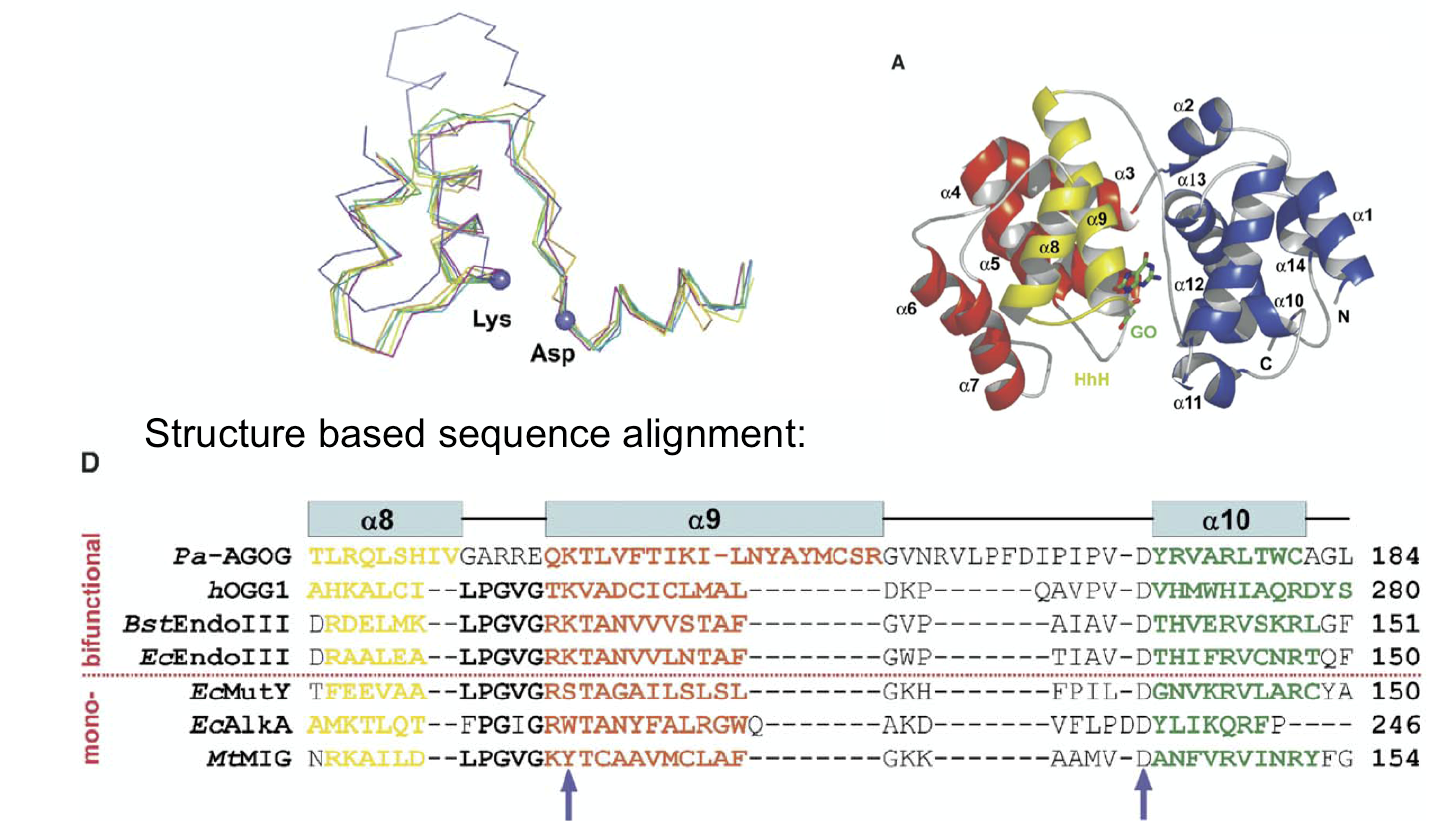 A
α2
α3
α13
α4
α9
α1
α8
α5
α14
α12
α6
α10
N
Lys
GO
Asp
C
HhH
α7
α11
Structure based sequence alignment:
D
α8 α9 α10
bifunctional
Pa-AGOG TLRQLSHIVGARREQKTLVFTIKI-LNYAYMCSRGVNRVLPFDIPIPV-DYRVARLTWCAGL 184
hOGG1 AHKALCI--LPGVGTKVADCICLMAL--------DKP------QAVPV-DVHMWHIAQRDYS 280
BstEndoIII DRDELMK--LPGVGRKTANVVVSTAF--------GVP-------AIAV-DTHVERVSKRLGF 151
EcEndoIII DRAALEA--LPGVGRKTANVVLNTAF--------GWP-------TIAV-DTHIFRVCNRTQF 150
mono-
EcMutY TFEEVAA--LPGVGRSTAGAILSLSL--------GKH-------FPIL-DGNVKRVLARCYA 150
EcAlkA AMKTLQT--FPGIGRWTANYFALRGWQ-------AKD-------VFLPDDYLIKQRFP---- 246
MtMIG NRKAILD--LPGVGKYTCAAVMCLAF--------GKK-------AAMV-DANFVRVINRYFG 154